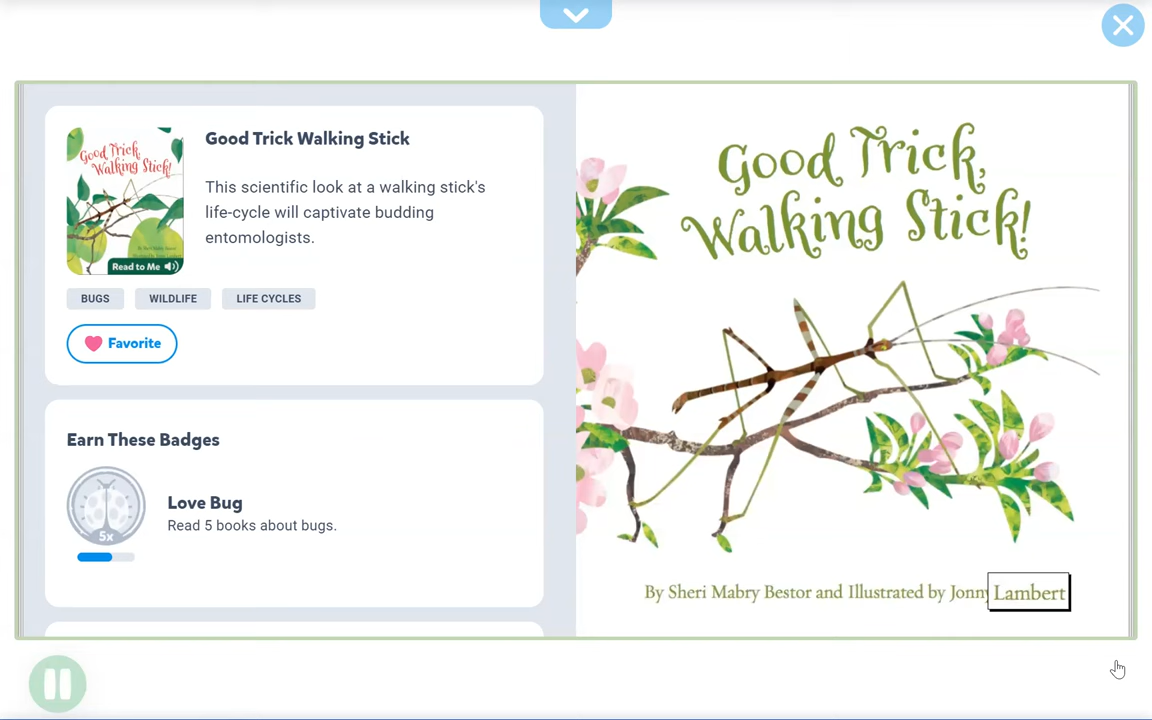 Good Trick Walking Stick
This scientific look at a walking stick's
life-cycle will captivate budding
entomologists.
Good Trick,
Walking Stick!
Read to Me
BUGS
WILDLIFE
LIFE CYCLES
Favorite
Earn These Badges
5x
Love Bug
Read 5 books about bugs.
Good Trick,
Walking Stick!
By Sheri Mabry Bestor and Illustrated by Jonny Lambert